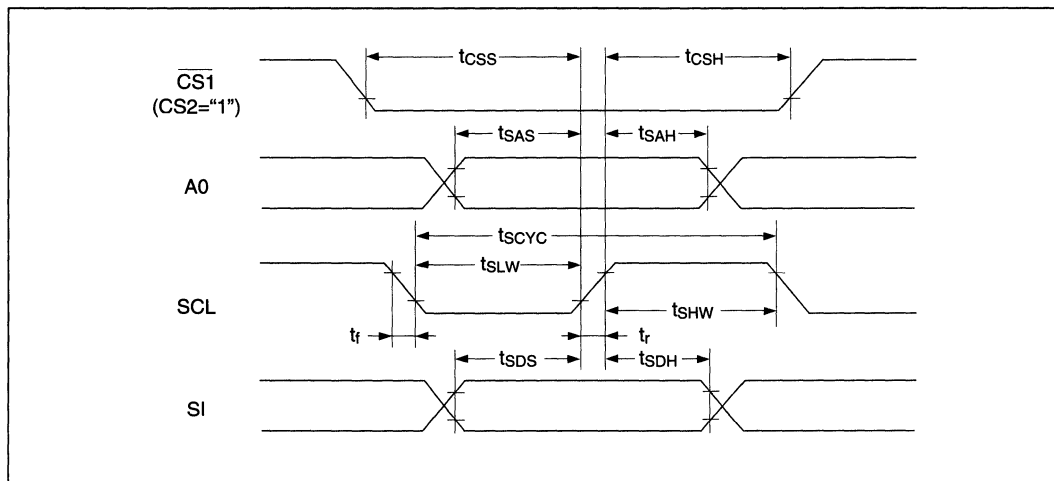 tCSS
tCSH
CS1
(CS2="1")
tSAS
tSAH
A0
tSCYC
tSLW
SCL
tSHW
tf
tr
tSDS
tSDH
SI